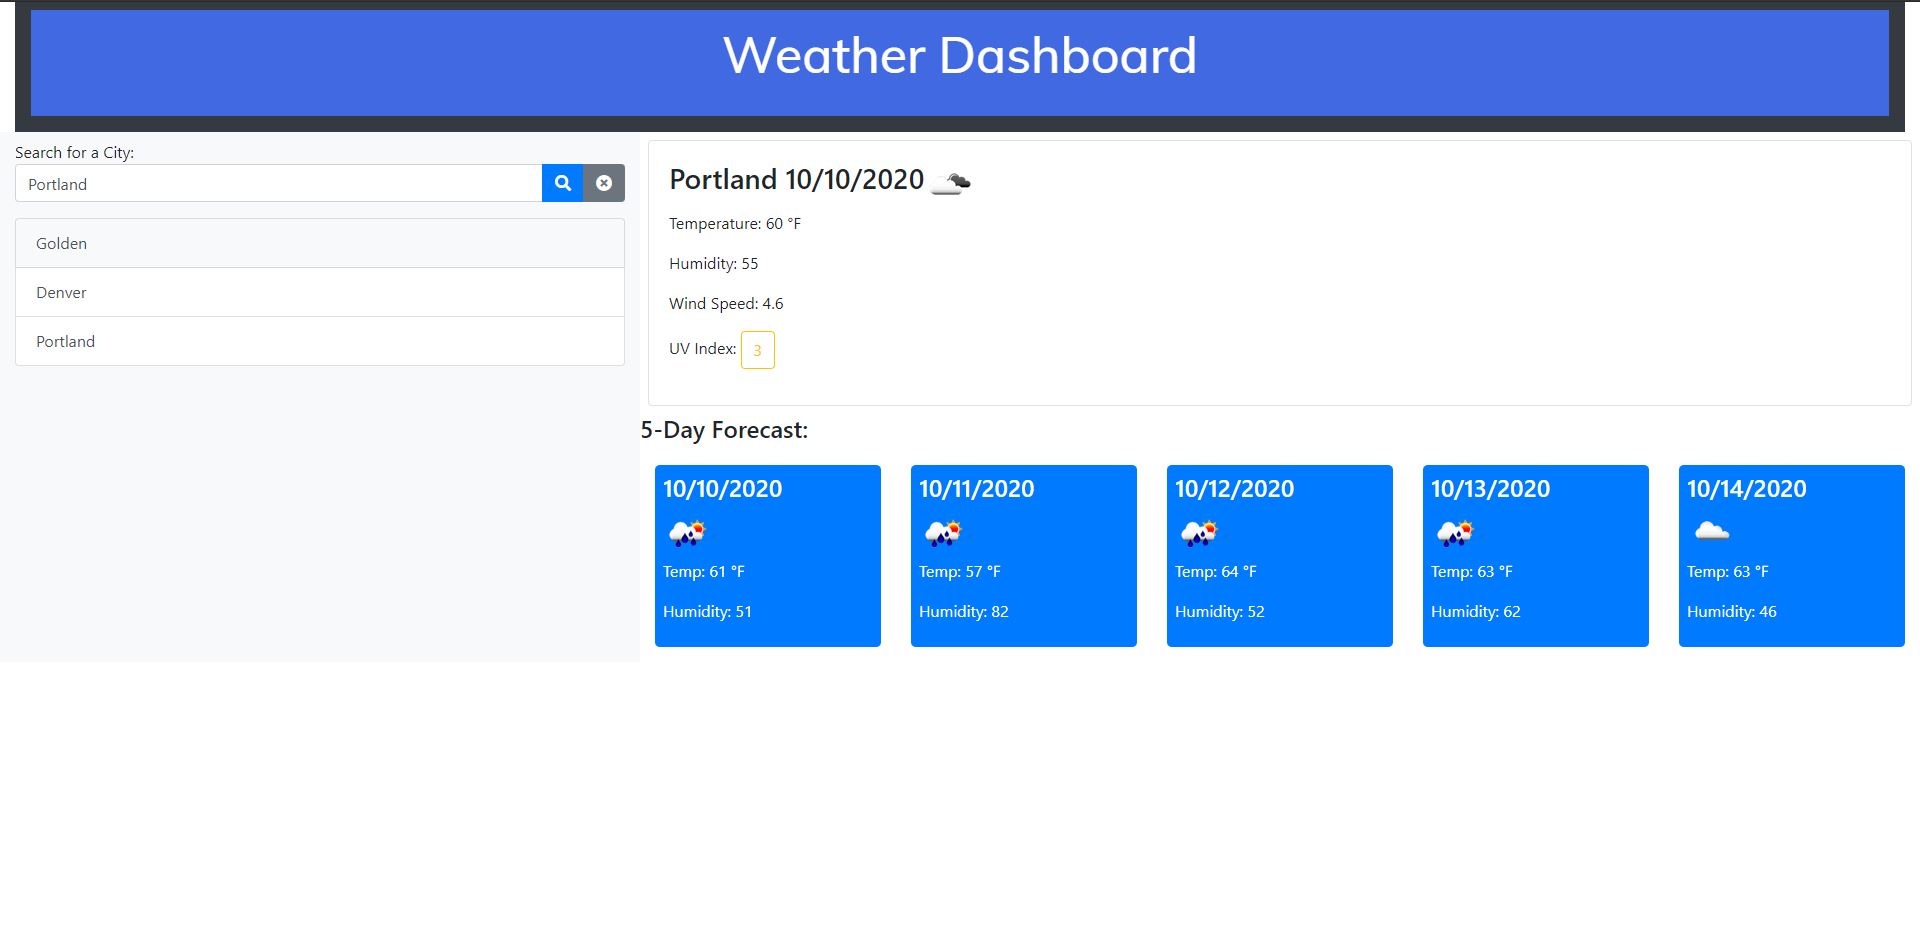 Weather Dashboard
Search for a City:
Portland
Golden
Denver
Portland
Portland 10/10/2020
Temperature: 60 °F
Humidity: 55
Wind Speed: 4.6
UV Index: 3
5-Day Forecast:
10/10/2020
Temp: 61 °F
Humidity: 51
10/11/2020
Temp: 57 °F
Humidity: 82
10/12/2020
Temp: 64 °F
Humidity: 52
10/13/2020
Temp: 63 °F
Humidity: 62
10/14/2020
Temp: 63 °F
Humidity: 46